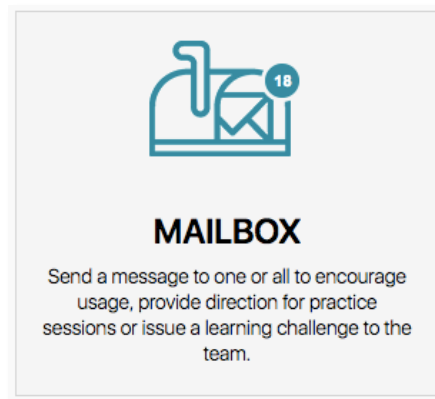 18
MAILBOX
Send a message to one or all to encourage
usage, provide direction for practice
sessions or issue a learning challenge to the
team.